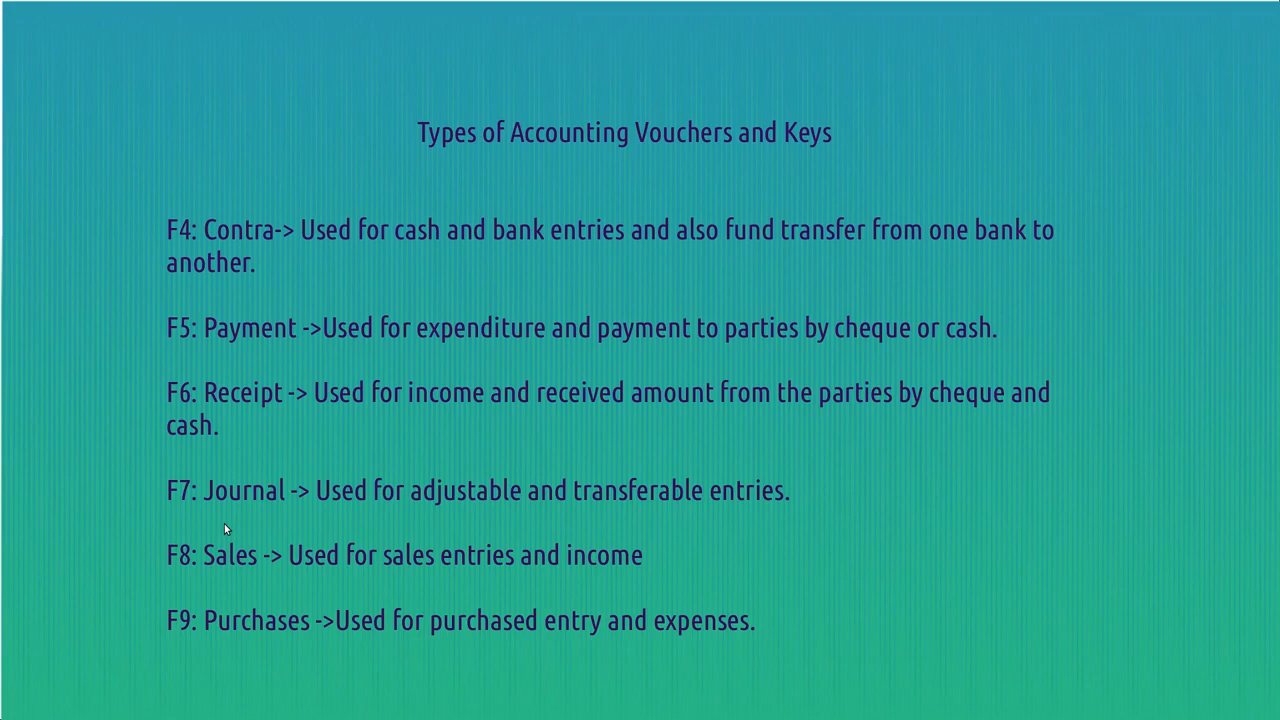 Types of Accounting Vouchers and Keys
F4: Contra-> Used for cash and bank entries and also fund transfer from one bank to
another.
F5: Payment ->Used for expenditure and payment to parties by cheque or cash.
F6: Receipt -> Used for income and received amount from the parties by cheque and
cash.
F7: Journal -> Used for adjustable and transferable entries.
F8: Sales -> Used for sales entries and income
F9: Purchases ->Used for purchased entry and expenses.